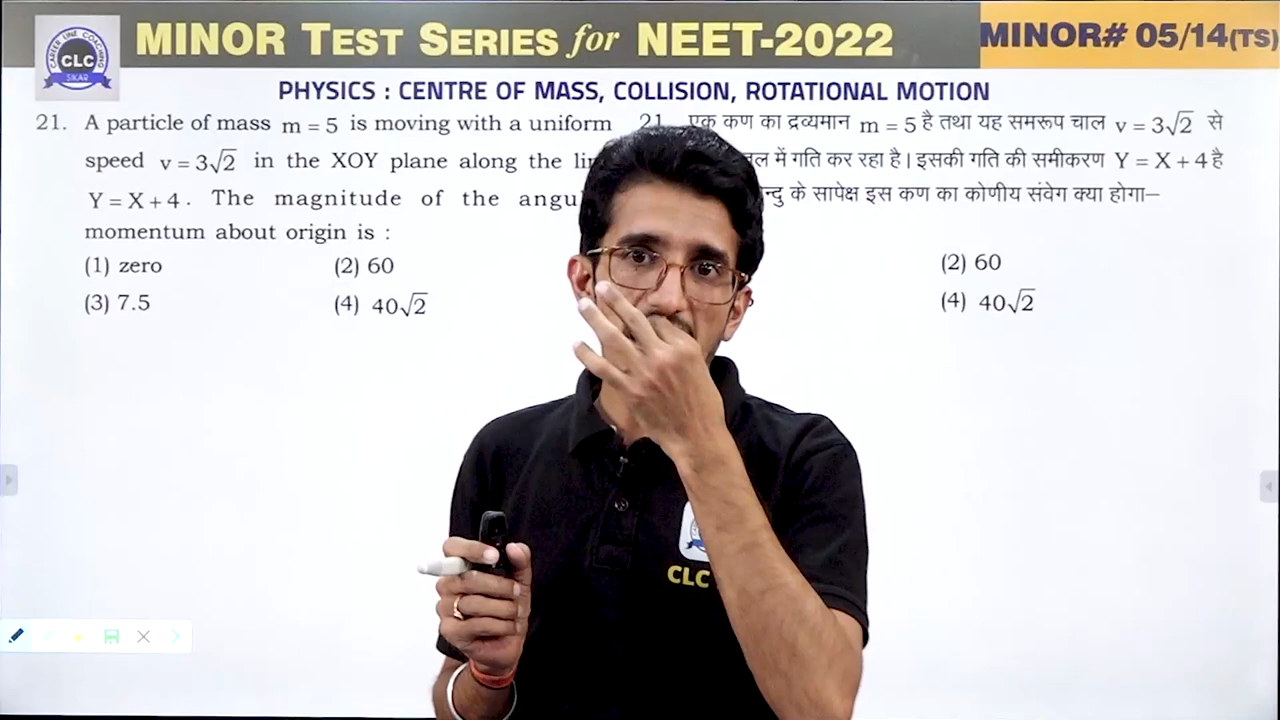 MINOR TEST SERIES for NEET-2022
MINOR# 05/14(TS)
CAREER LINE COACHING
CLC
SIKAR
PHYSICS : CENTRE OF MASS, COLLISION, ROTATIONAL MOTION
21. A particle of mass m = 5 is moving with a uniform
speed v = 3√2 in the XOY plane along the
Y = X + 4 . The magnitude of the
momentum about origin is :
(1) zero (2) 60
(3) 7.5 (4) 40√2
21. एक कण का द्रव्यमान m = 5 है तथा यह समरूप चाल v = 3√2 से
में गति कर रहा है। इसकी गति की समीकरण Y = X + 4 है
के सापेक्ष इस कण का कोणीय संवेग क्या होगा–
(2) 60
(4) 40√2
CLC